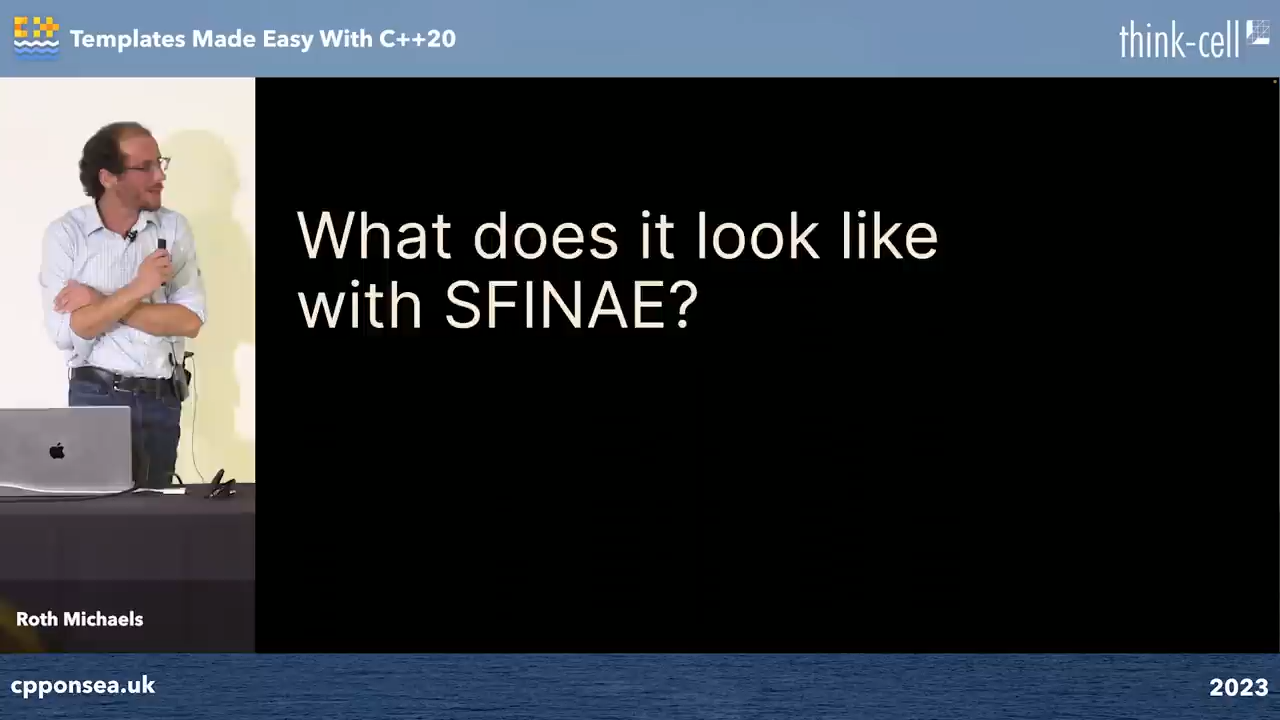 Templates Made Easy With C++20
think-cell
What does it look like
with SFINAE?
Roth Michaels
cpponsea.uk
2023